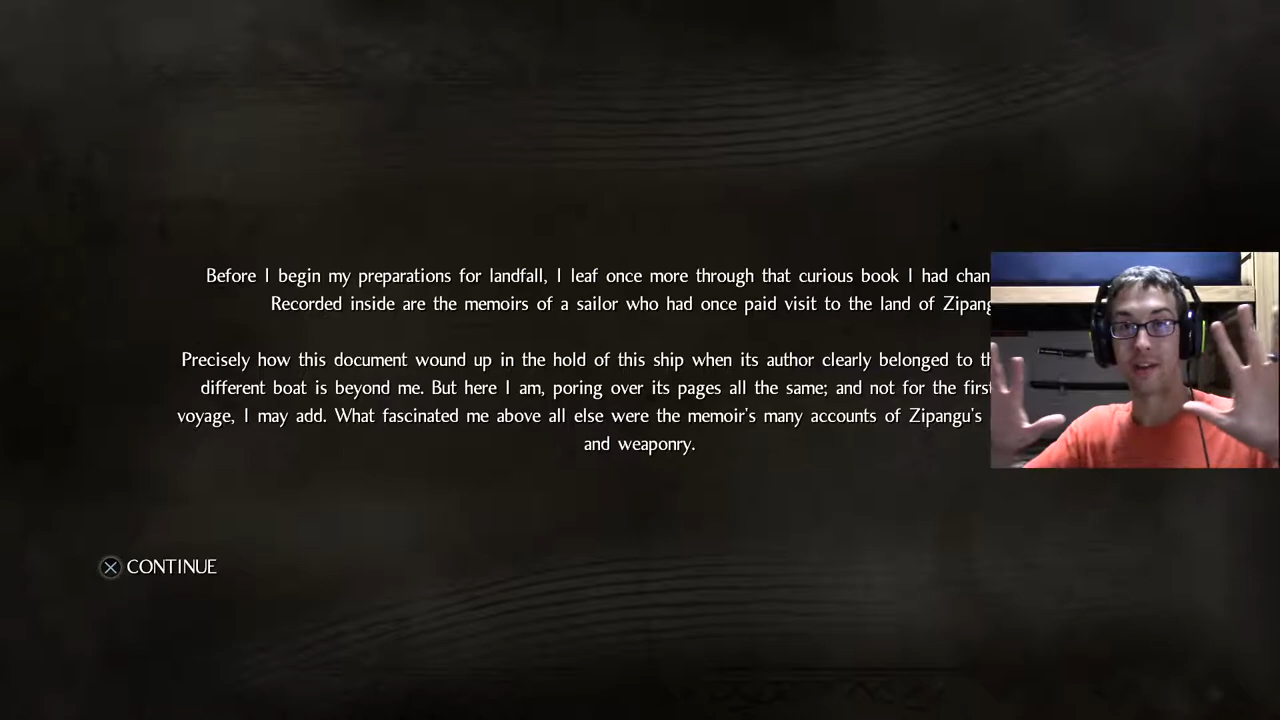 Before I begin my preparations for landfall, I leaf once more through that curious book I had
Recorded inside are the memoirs of a sailor who had once paid visit to the land of
Precisely how this document wound up in the hold of this ship when its author clearly belonged to
different boat is beyond me. But here I am, poring over its pages all the same; and not for the first
voyage, I may add. What fascinated me above all else were the memoir's many accounts of Zipangu's
and weaponry.
CONTINUE